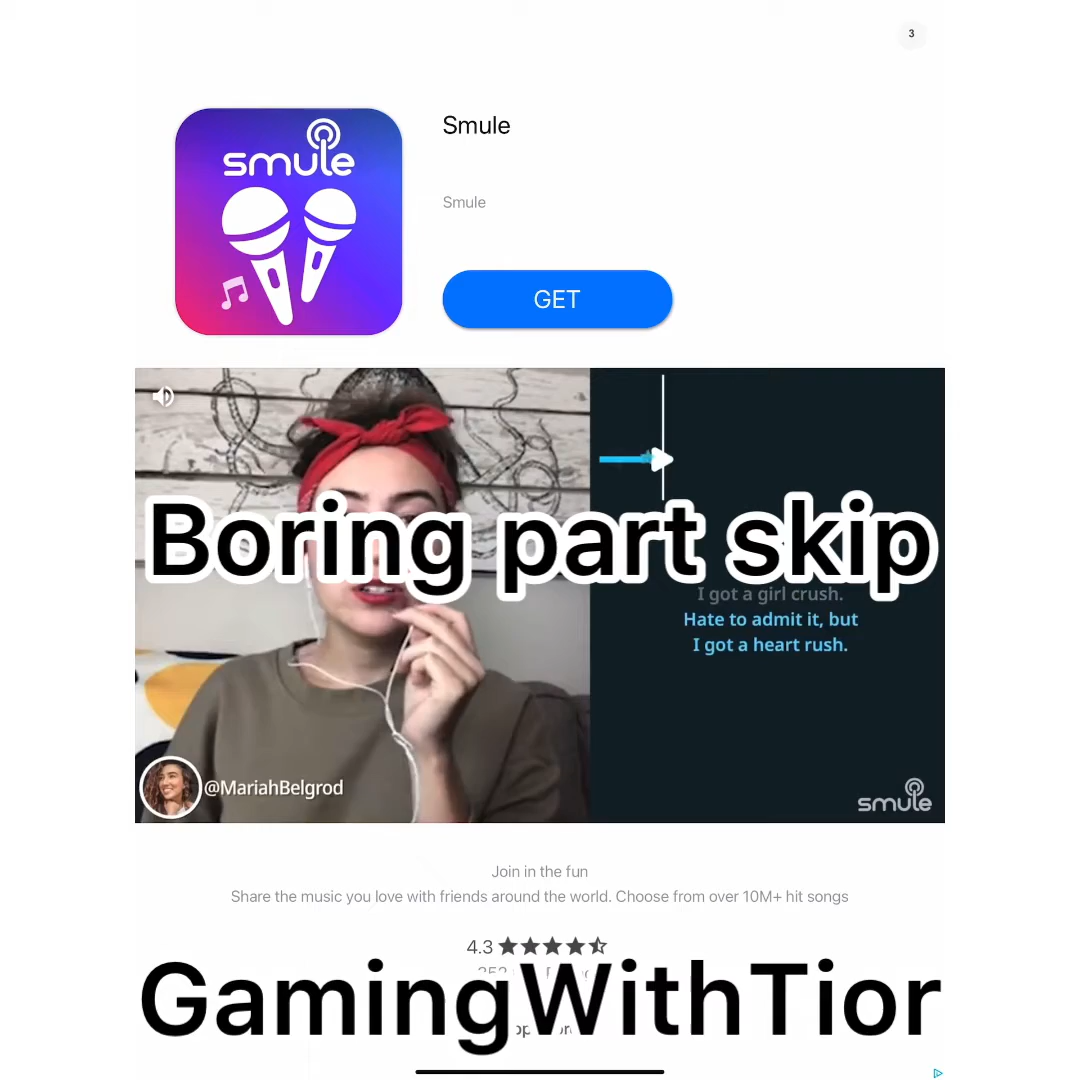 3
smule
Smule
Smule
GET
Boring part skip
I got a girl crush.
Hate to admit it, but
I got a heart rush.
@MariahBelgrod
smule
Join in the fun
Share the music you love with friends around the world. Choose from over 10M+ hit songs
4.3
GamingWithTior